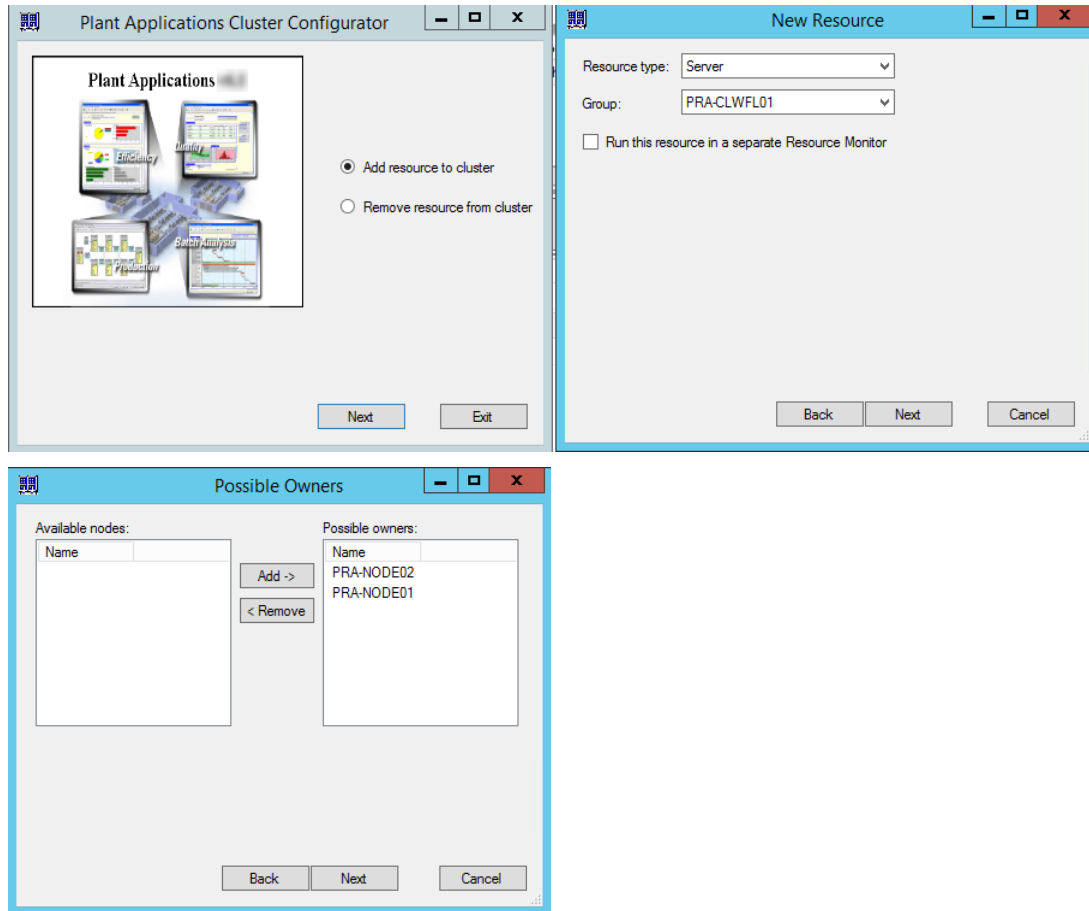 Plant Applications Cluster Configurator
Plant Applications
Efficiency
Quality
Production
Batch Analysis
Add resource to cluster
Remove resource from cluster
Next
Exit
New Resource
Resource type: Server
Group: PRA-CLWFL01
Run this resource in a separate Resource Monitor
Back
Next
Cancel
Possible Owners
Available nodes:
Name
Add ->
< Remove
Possible owners:
Name
PRA-NODE02
PRA-NODE01
Back
Next
Cancel